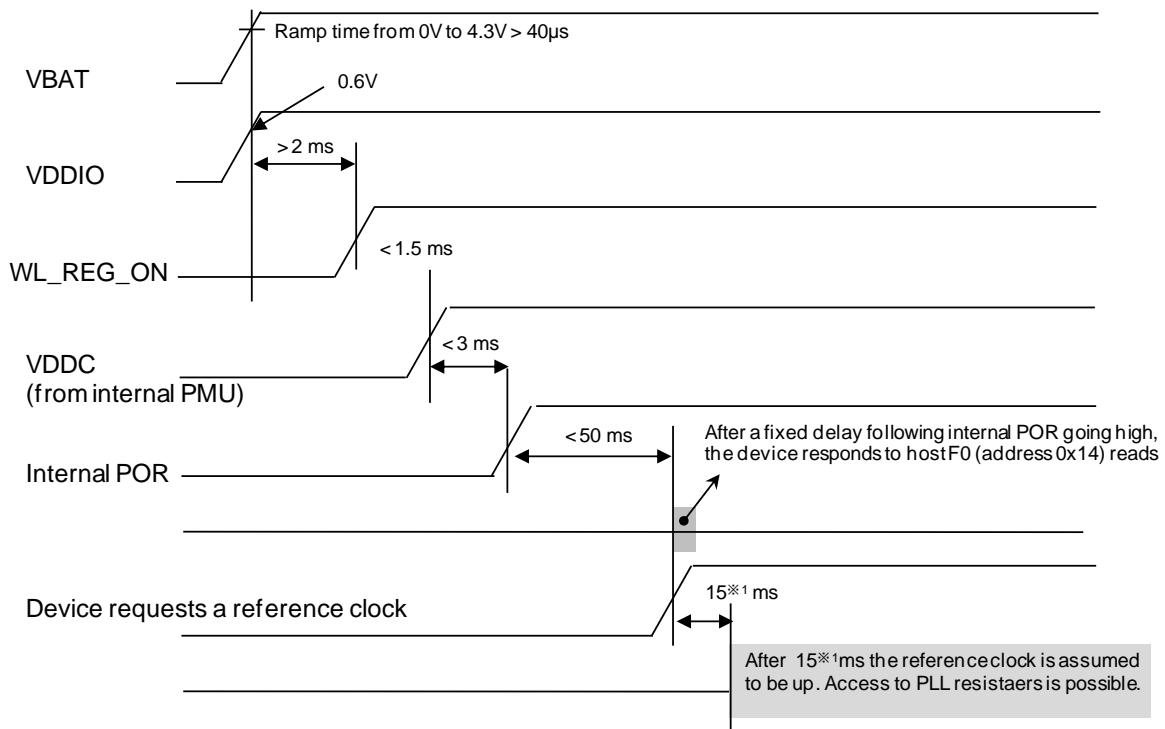 Ramp time from 0V to 4.3V > 40µs
VBAT
0.6V
>2 ms
VDDIO
<1.5 ms
WL_REG_ON
<3 ms
VDDC
(from internal PMU)
<50 ms
After a fixed delay following internal POR going high,
the device responds to host F0 (address 0x14) reads
Internal POR
15※1 ms
Device requests a reference clock
After 15※1ms the reference clock is assumed
to be up. Access to PLL resistaers is possible.